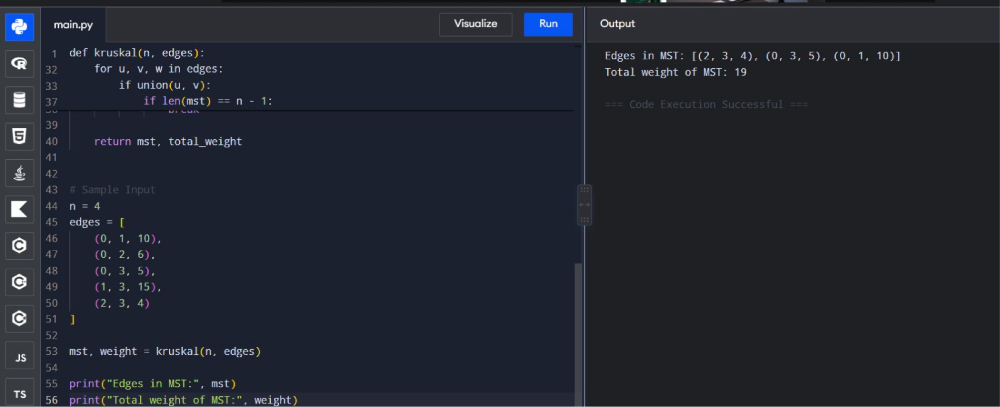 main.py
Visualize
Run
Output
1 def kruskal(n, edges):
32 for u, v, w in edges:
33 if union(u, v):
37 if len(mst) == n - 1:
38 break
39
40 return mst, total_weight
41
42
43 # Sample Input
44 n = 4
45 edges = [
46 (0, 1, 10),
47 (0, 2, 6),
48 (0, 3, 5),
49 (1, 3, 15),
50 (2, 3, 4)
51 ]
52
53 mst, weight = kruskal(n, edges)
54
55 print("Edges in MST:", mst)
56 print("Total weight of MST:", weight)
JS
TS
Edges in MST: [(2, 3, 4), (0, 3, 5), (0, 1, 10)]
Total weight of MST: 19
=== Code Execution Successful ===